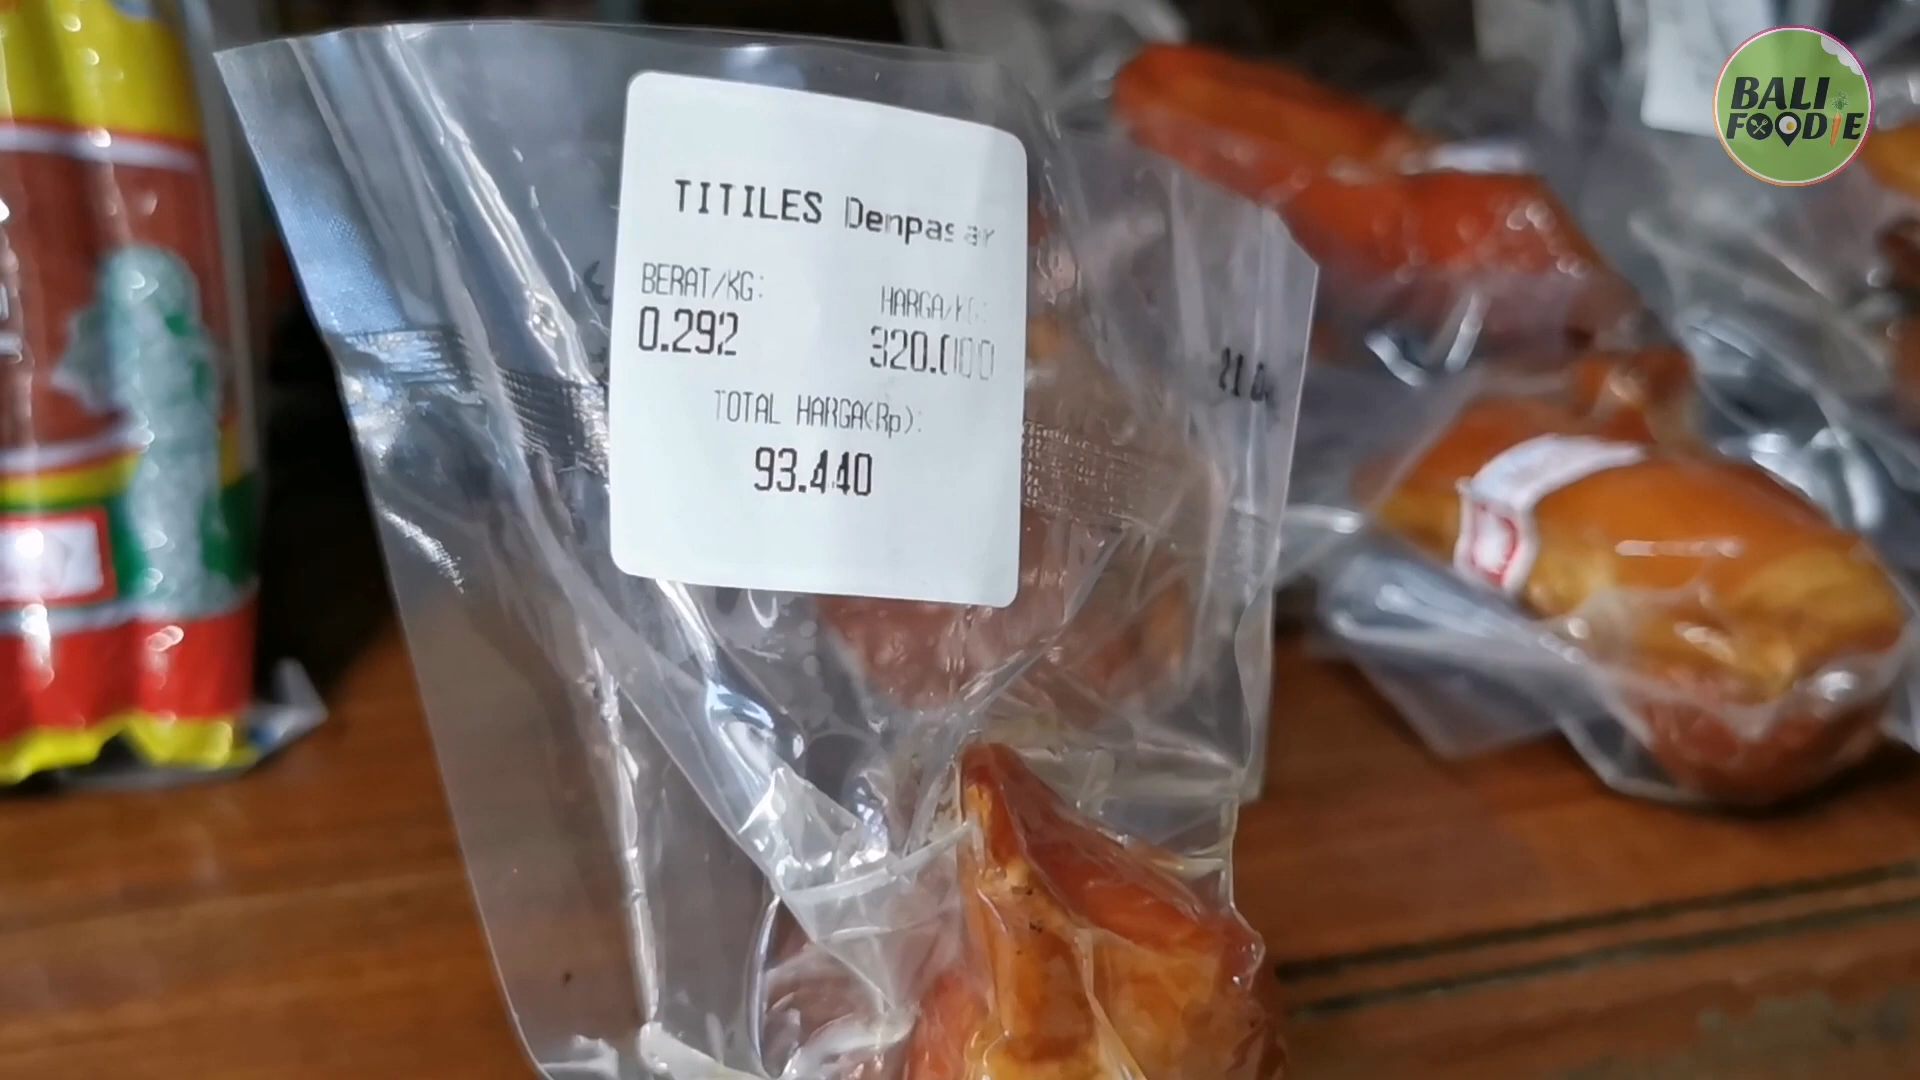 BALI
FOODIE
TITILES Denpasar
BERAT/KG:
0.292
HARGA/KG:
320.000
TOTAL HARGA(Rp):
93.440